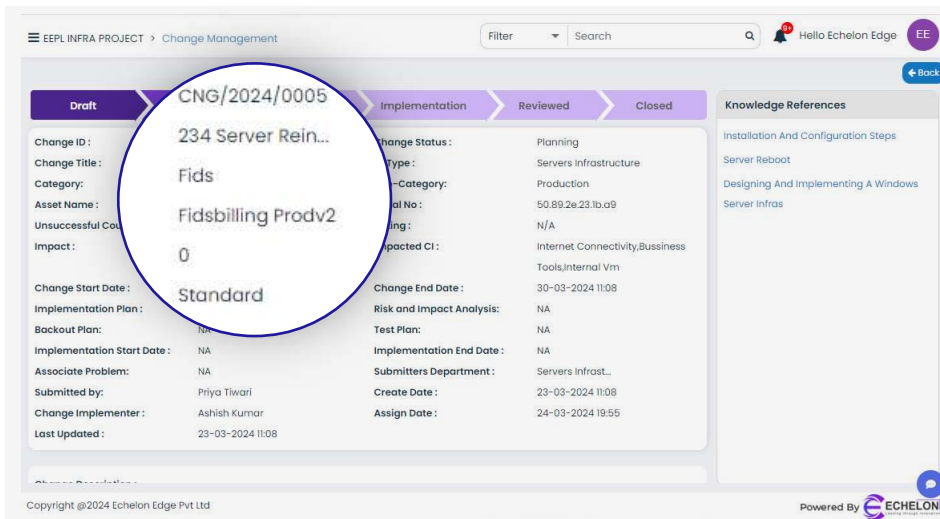 EEPL INFRA PROJECT > Change Management
Filter
Search
9+
Hello Echelon Edge
EE
Back
Draft
Implementation
Reviewed
Closed
Knowledge References
Installation And Configuration Steps
Server Reboot
Designing And Implementing A Windows
Server Infras
CNG/2024/0005
234 Server Rein...
Fids
Fidsbilling Prodv2
0
Standard
Change ID :
Change Status :
Planning
Change Title :
Type :
Servers Infrastructure
Category:
-Category:
Production
Asset Name :
al No :
50.89.2e.23.1b.a9
Unsuccessful Cou
ing :
N/A
Impact :
mpacted CI :
Internet Connectivity,Bussiness
Tools,Internal Vm
Change Start Date :
Change End Date :
30-03-2024 11:08
Implementation Plan :
Risk and Impact Analysis:
NA
Backout Plan:
NA
Test Plan:
NA
Implementation Start Date :
NA
Implementation End Date :
NA
Associate Problem:
NA
Submitters Department :
Servers Infrast...
Submitted by:
Priya Tiwari
Create Date :
23-03-2024 11:08
Change Implementer :
Ashish Kumar
Assign Date :
24-03-2024 19:55
Last Updated :
23-03-2024 11:08
Copyright @2024 Echelon Edge Pvt Ltd
Powered By
ECHELON